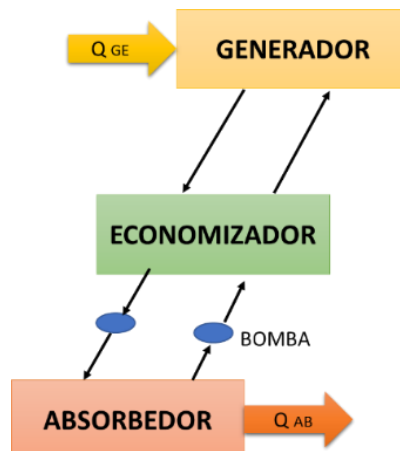 Q GE
GENERADOR
ECONOMIZADOR
BOMBA
ABSORBEDOR
Q AB